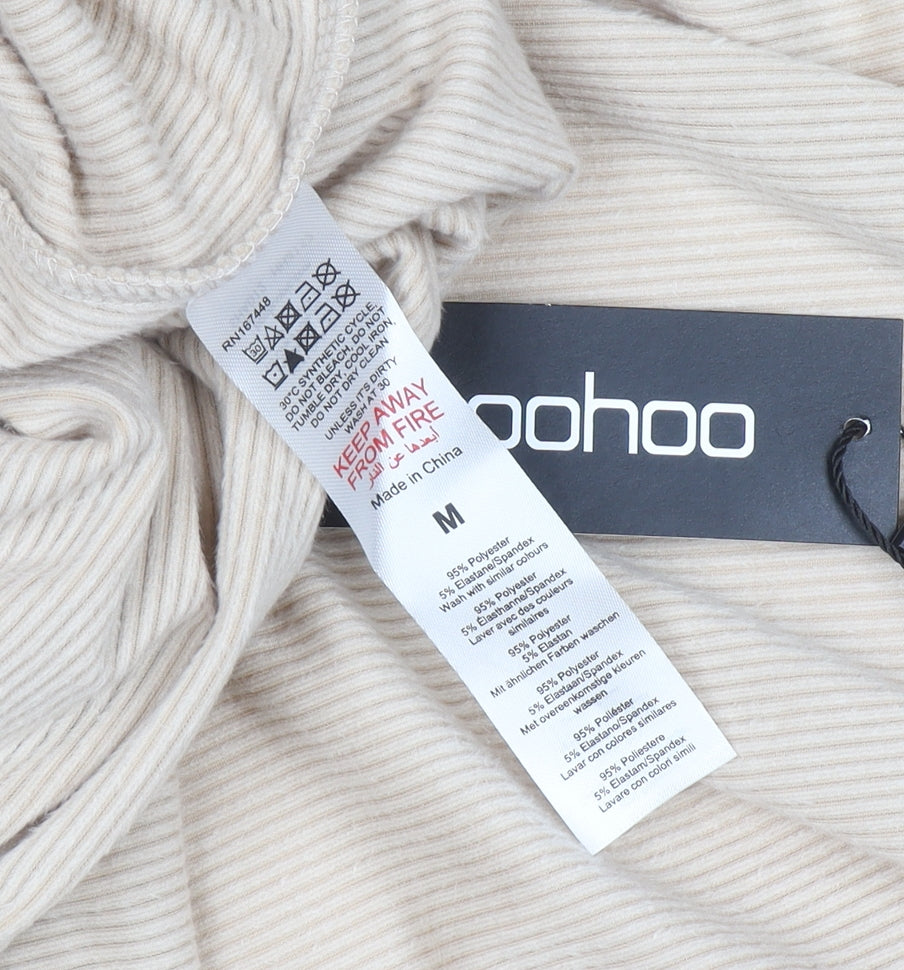 RN167448
30°C SYNTHETIC CYCLE,
DO NOT BLEACH, DO NOT
TUMBLE DRY, COOL IRON,
DO NOT DRY CLEAN
UNLESS IT'S DIRTY
WASH AT 30
KEEP AWAY
FROM FIRE
ابعدها عن النار
Made in China
M
95% Polyester
5% Elastane/Spandex
Wash with similar colours
95% Polyester
5% Élasthanne/Spandex
Laver avec des couleurs
similaires
95% Polyester
5% Elastan
Mit ähnlichen Farben waschen
95% Polyester
5% Elastaan/Spandex
Met overeenkomstige kleuren
wassen
95% Poliéster
5% Elastano/Spandex
Lavar con colores similares
95% Poliestere
5% Elastam/Spandex
Lavare con colori simili
oohoo